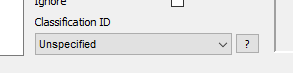 Ignore
Classification ID
Unspecified
?